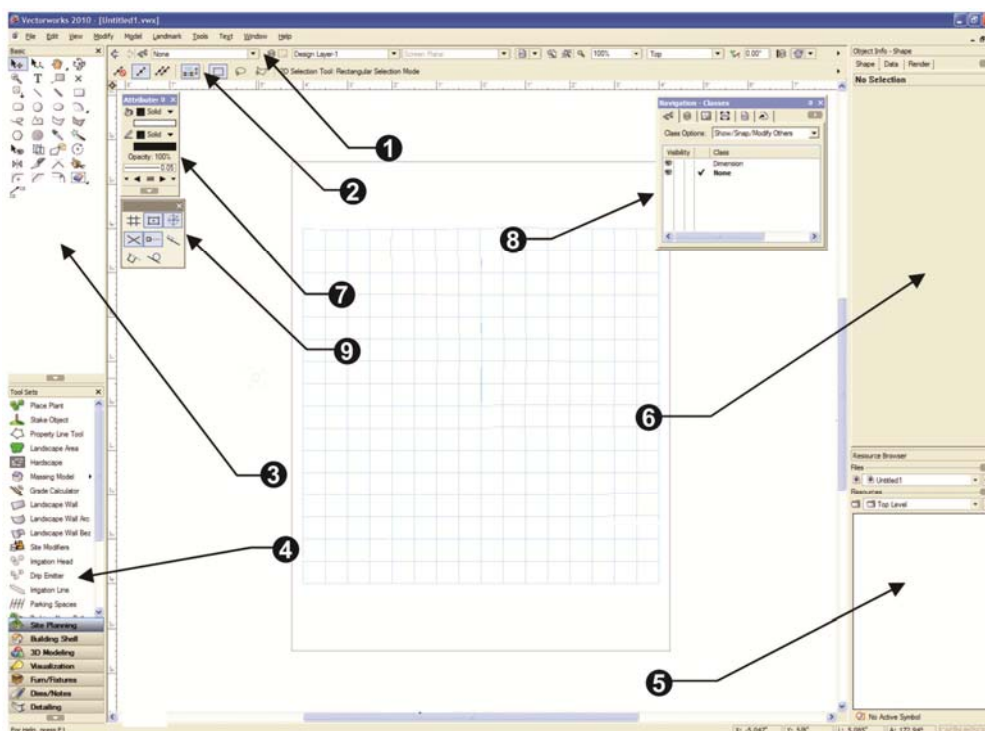 Vectorworks 2010 - [Untitled1.vwx]
File Edit View Modify Model Landmark Tools Text Window Help
Basic
None
Design Layer-1
Screen Plane
100%
Top
0.00°
2D Selection Tool: Rectangular Selection Mode
Object Info - Shape
Shape Data Render
No Selection
Attributes
Solid
Solid
Opacity: 100%
0.05
Navigation - Classes
Class Options: Show/Snap/Modify Others
Visibility Class
Dimension
None
1
2
8
7
9
6
3
4
5
Tool Sets
Place Plant
Stake Object
Property Line Tool
Landscape Area
Hardscape
Massing Model
Grade Calculator
Landscape Wall
Landscape Wall Arc
Landscape Wall Bez
Site Modifiers
Irrigation Head
Drip Emitter
Irrigation Line
Parking Spaces
Site Planning
Building Shell
3D Modeling
Visualization
Furn/Fixtures
Dims/Notes
Detailing
Resource Browser
Files
Untitled1
Resources
Top Level
No Active Symbol
For Help, press F1